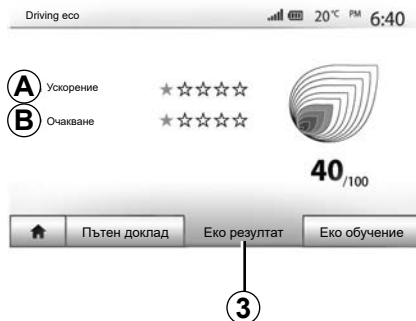 Driving eco 20°C PM 6:40
A Ускорение
B Очакване
40/100
Пътен доклад Еко резултат Еко обучение
3